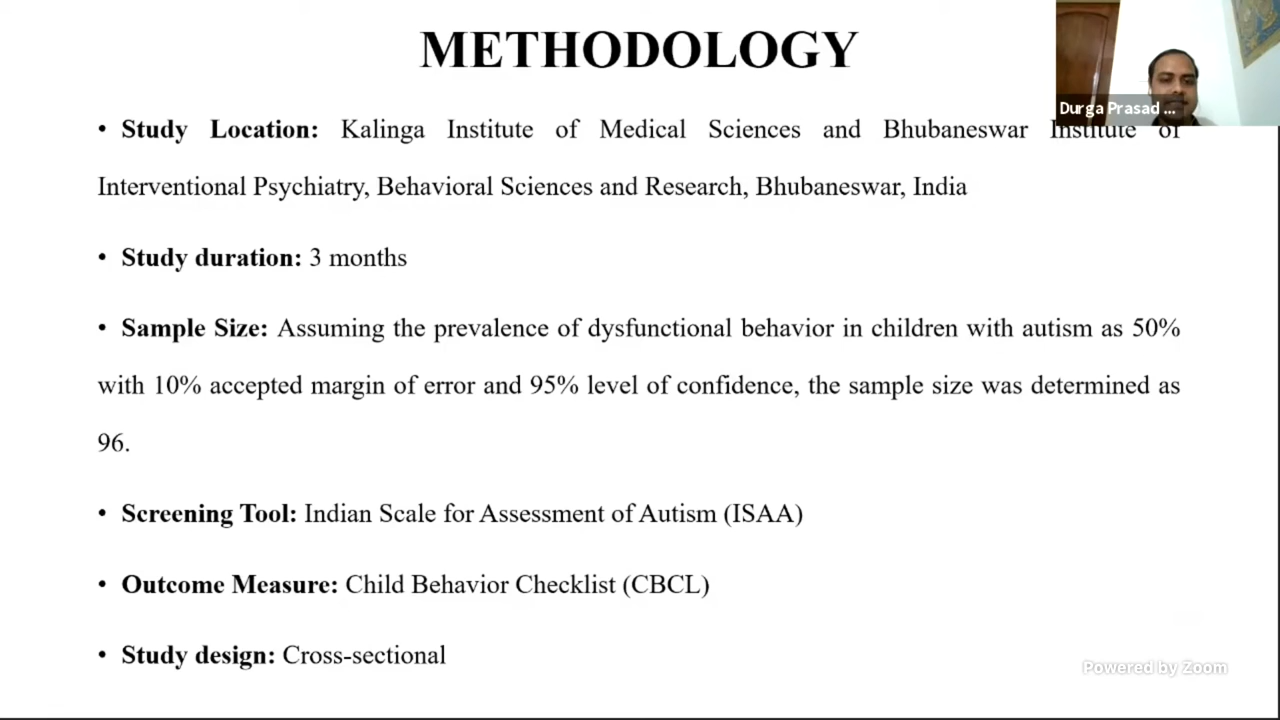 METHODOLOGY
Durga Prasad ...
• Study Location: Kalinga Institute of Medical Sciences and Bhubaneswar Institute of
Interventional Psychiatry, Behavioral Sciences and Research, Bhubaneswar, India
• Study duration: 3 months
• Sample Size: Assuming the prevalence of dysfunctional behavior in children with autism as 50%
with 10% accepted margin of error and 95% level of confidence, the sample size was determined as
96.
• Screening Tool: Indian Scale for Assessment of Autism (ISAA)
• Outcome Measure: Child Behavior Checklist (CBCL)
• Study design: Cross-sectional
Powered by Zoom